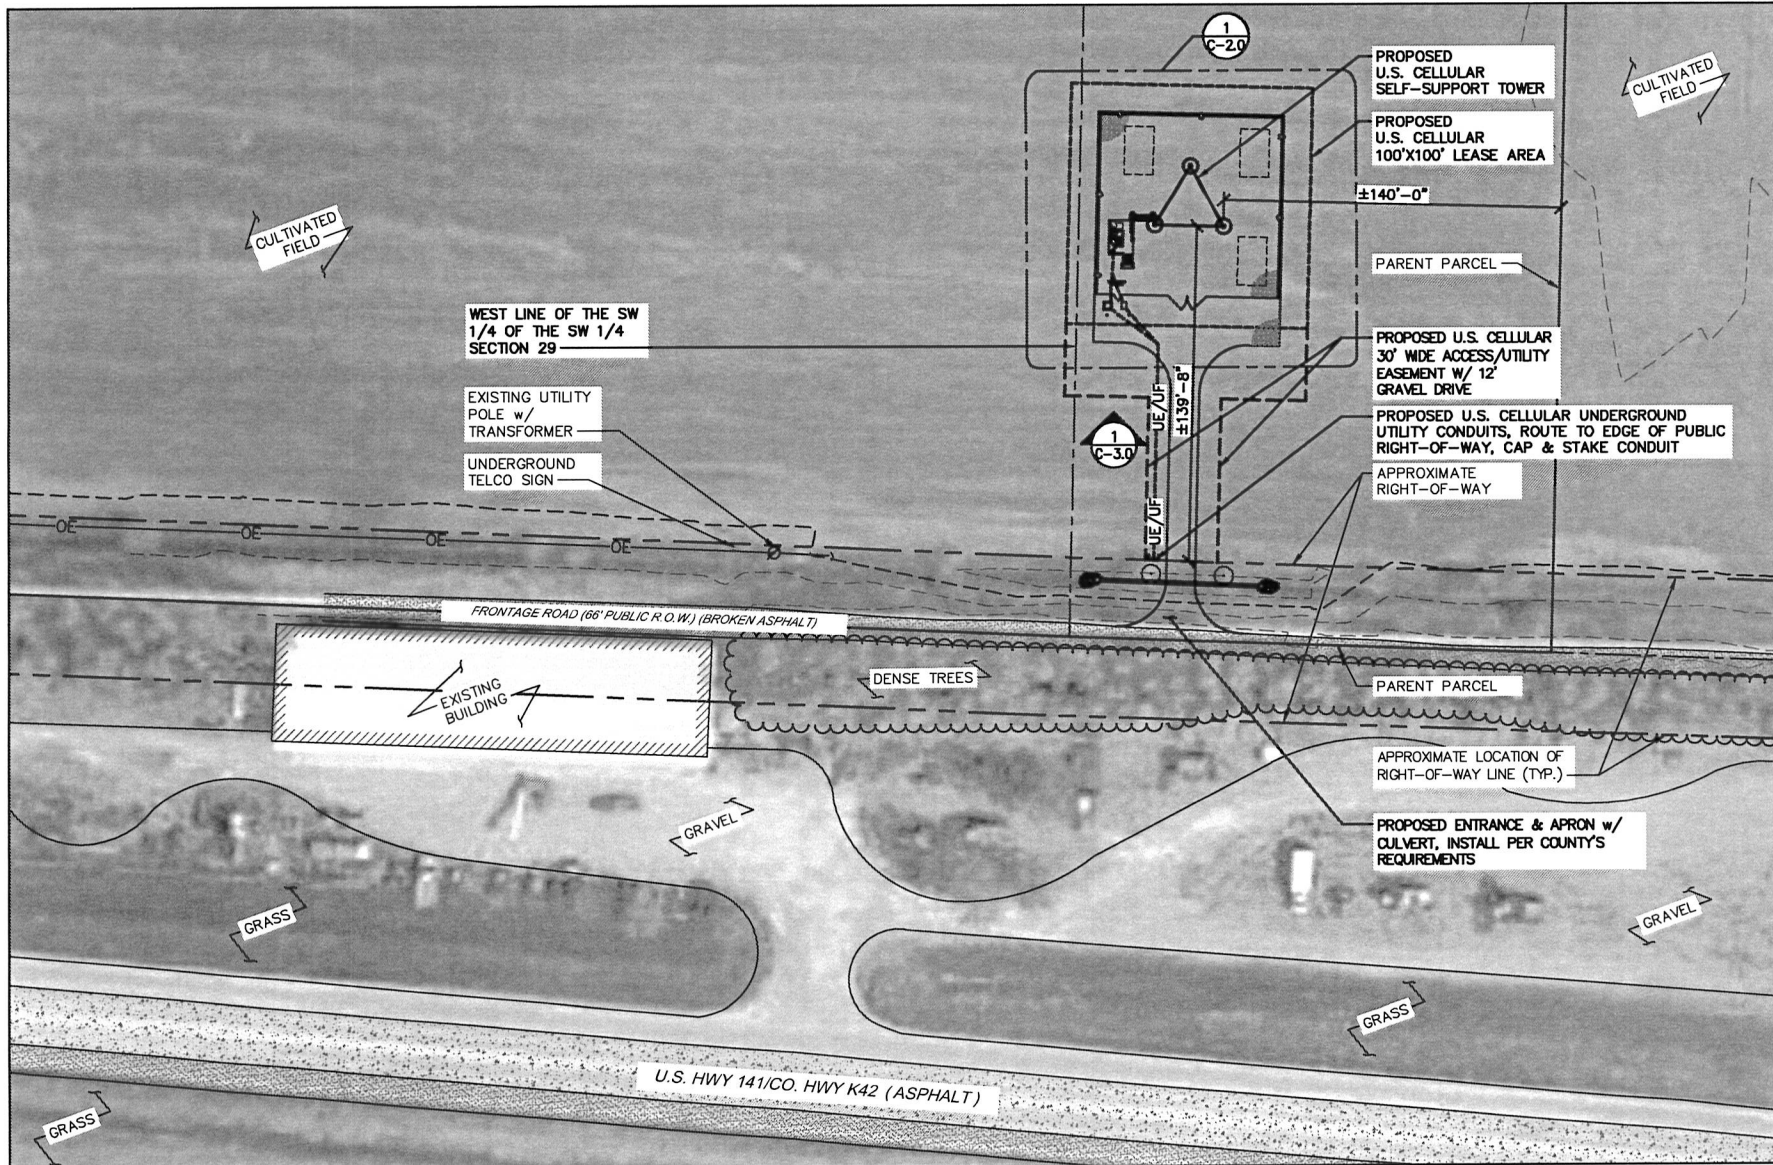 1
C-2.0
PROPOSED
U.S. CELLULAR
SELF-SUPPORT TOWER
CULTIVATED
FIELD
PROPOSED
U.S. CELLULAR
100'X100' LEASE AREA
±140'-0"
CULTIVATED
FIELD
PARENT PARCEL
WEST LINE OF THE SW
1/4 OF THE SW 1/4
SECTION 29
PROPOSED U.S. CELLULAR
30' WIDE ACCESS/UTILITY
EASEMENT W/ 12'
GRAVEL DRIVE
EXISTING UTILITY
POLE w/
TRANSFORMER
UE/UF
±139'-8"
1
C-3.0
PROPOSED U.S. CELLULAR UNDERGROUND
UTILITY CONDUITS, ROUTE TO EDGE OF PUBLIC
RIGHT-OF-WAY, CAP & STAKE CONDUIT
UNDERGROUND
TELCO SIGN
APPROXIMATE
RIGHT-OF-WAY
UE/UF
OE
OE
OE
OE
FRONTAGE ROAD (66' PUBLIC R.O.W.) (BROKEN ASPHALT)
DENSE TREES
PARENT PARCEL
EXISTING
BUILDING
APPROXIMATE LOCATION OF
RIGHT-OF-WAY LINE (TYP.)
GRAVEL
PROPOSED ENTRANCE & APRON w/
CULVERT, INSTALL PER COUNTY'S
REQUIREMENTS
GRASS
GRAVEL
GRASS
U.S. HWY 141/CO. HWY K42 (ASPHALT)
GRASS